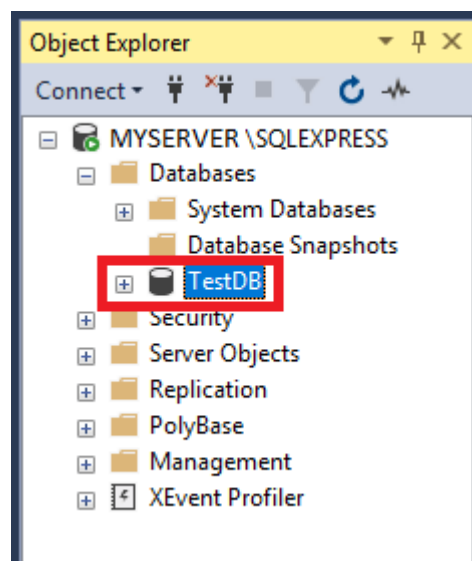 Object Explorer
Connect
MYSERVER \SQLEXPRESS
Databases
System Databases
Database Snapshots
TestDB
Security
Server Objects
Replication
PolyBase
Management
XEvent Profiler